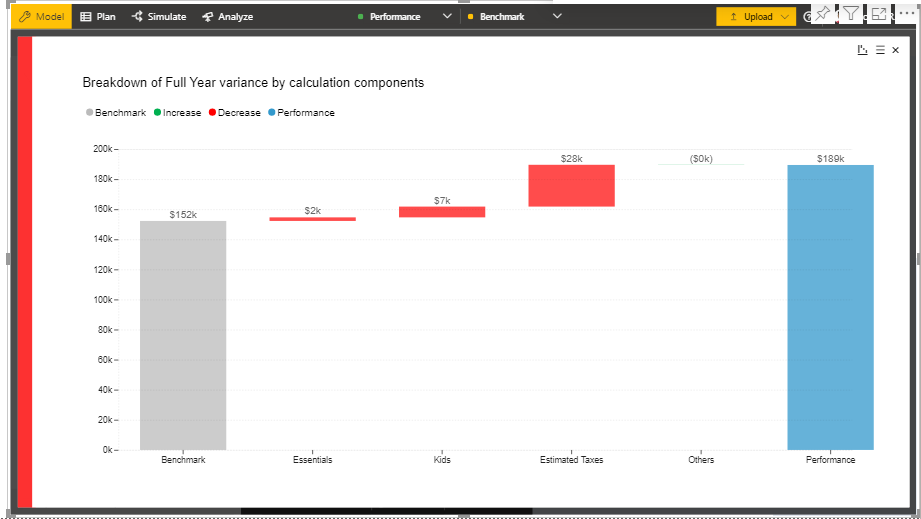 Model Plan Simulate Analyze Performance Benchmark Upload
Breakdown of Full Year variance by calculation components
Benchmark Increase Decrease Performance
200k
180k
160k
140k
120k
100k
80k
60k
40k
20k
0k
$152k
$2k
$7k
$28k
($0k)
$189k
Benchmark Essentials Kids Estimated Taxes Others Performance